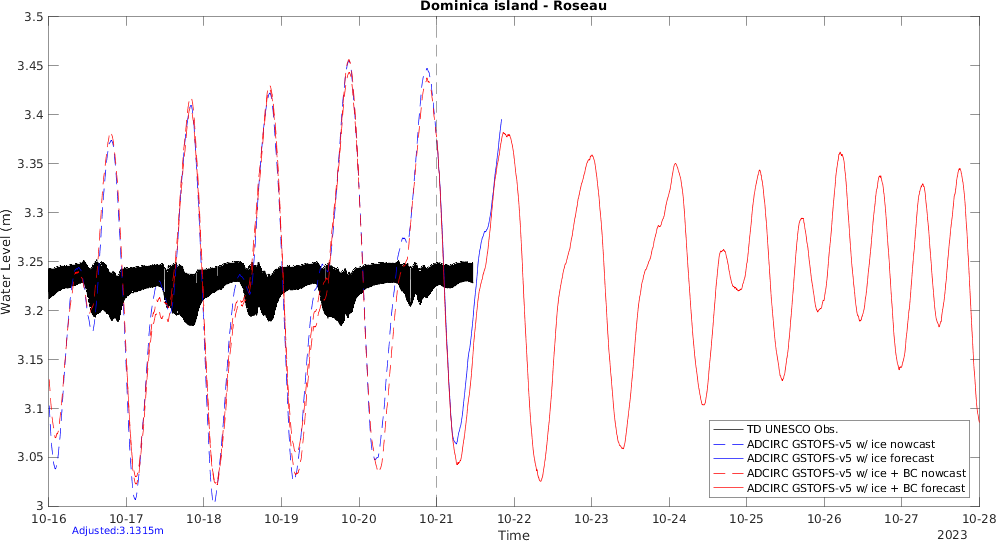 Dominica island - Roseau
3.5
3.45
3.4
3.35
3.3
3.25
3.2
3.15
3.1
3.05
3
Water Level (m)
TD UNESCO Obs.
ADCIRC GSTOFS-v5 w/ ice nowcast
ADCIRC GSTOFS-v5 w/ ice forecast
ADCIRC GSTOFS-v5 w/ ice + BC nowcast
ADCIRC GSTOFS-v5 w/ ice + BC forecast
10-16 10-17 10-18 10-19 10-20 10-21 10-22 10-23 10-24 10-25 10-26 10-27 10-28
Adjusted:3.1315m
Time
2023